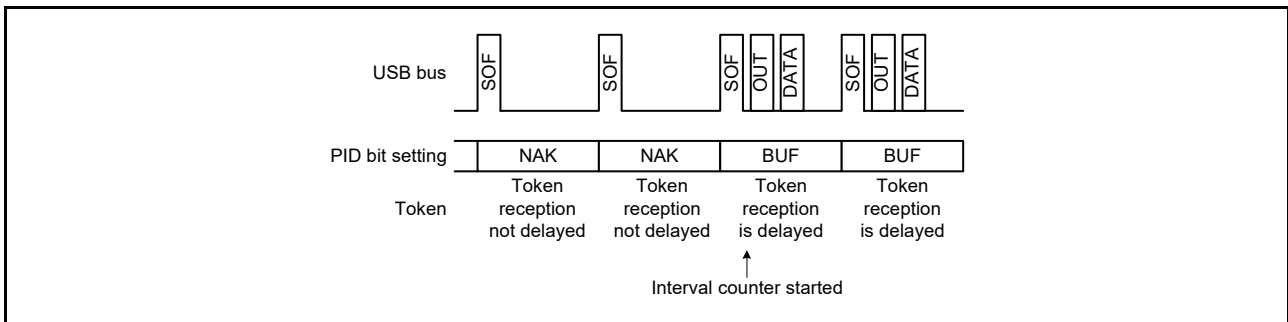 USB bus
SOF
SOF
SOF
OUT
DATA
SOF
OUT
DATA
PID bit setting
NAK
NAK
BUF
BUF
Token
Token
reception
not delayed
Token
reception
not delayed
Token
reception
is delayed
Token
reception
is delayed
Interval counter started